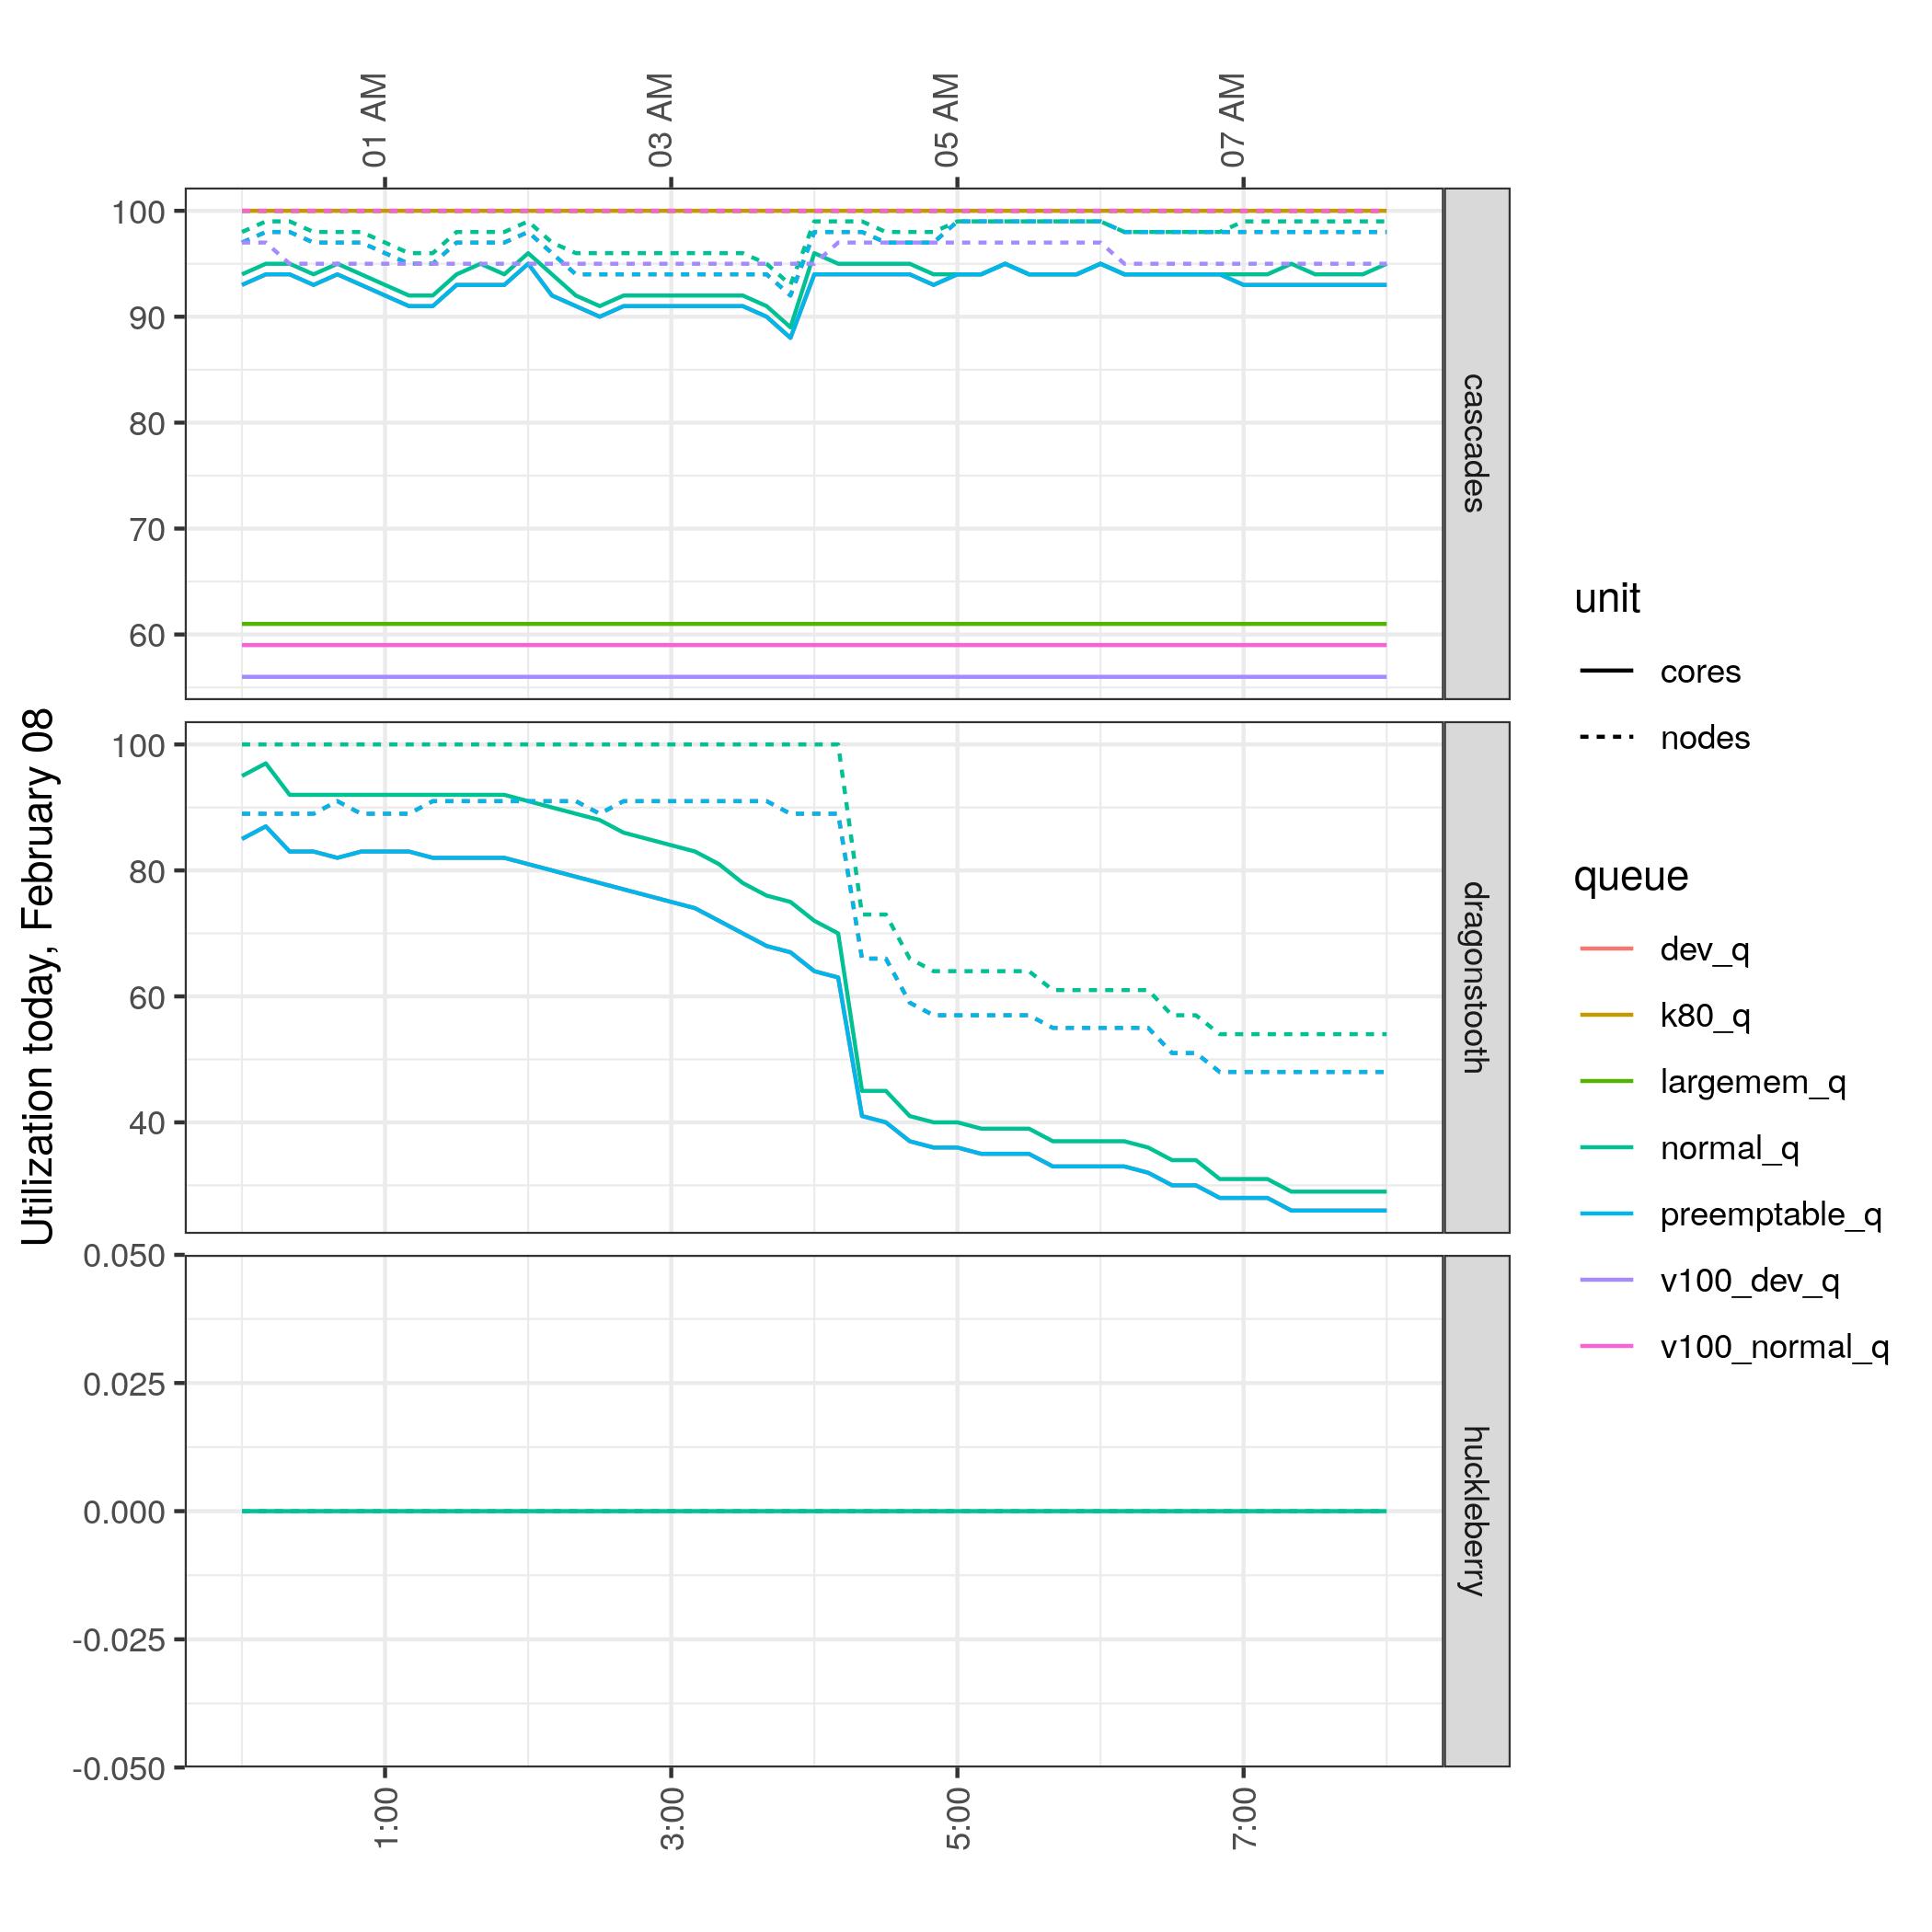 01 AM
03 AM
05 AM
07 AM
100
90
80
70
60
cascades
100
80
60
40
dragonstooth
0.050
0.025
0.000
-0.025
-0.050
huckleberry
1:00
3:00
5:00
7:00
Utilization today, February 08
unit
cores
nodes
queue
dev_q
k80_q
largemem_q
normal_q
preemptable_q
v100_dev_q
v100_normal_q